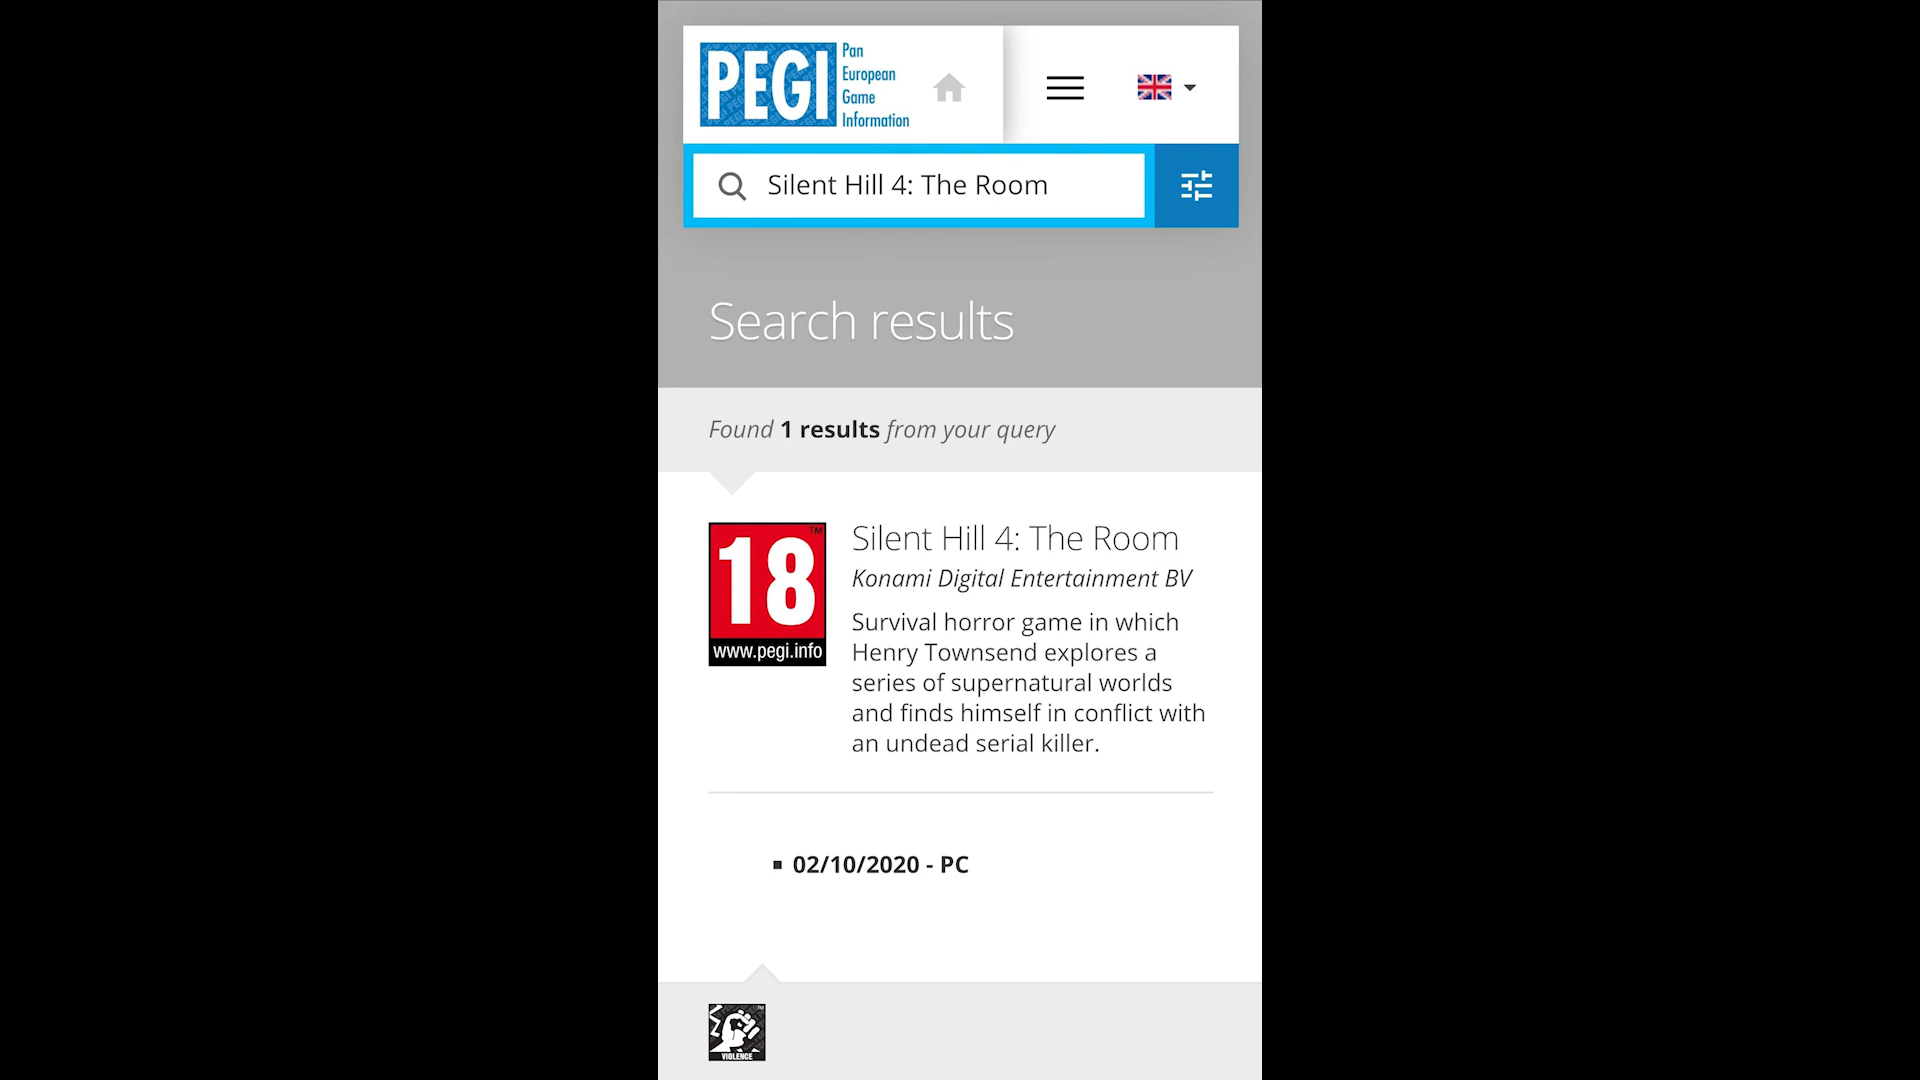 PEGI
Pan
European
Game
Information
Silent Hill 4: The Room
Search results
Found 1 results from your query
18
TM
www.pegi.info
Silent Hill 4: The Room
Konami Digital Entertainment BV
Survival horror game in which
Henry Townsend explores a
series of supernatural worlds
and finds himself in conflict with
an undead serial killer.
02/10/2020 - PC
VIOLENCE